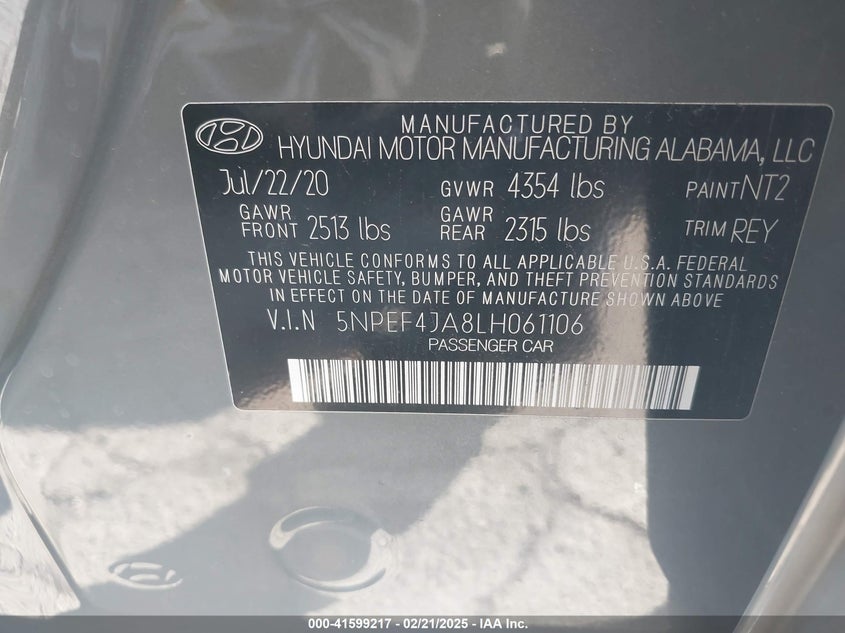 MANUFACTURED BY
HYUNDAI MOTOR MANUFACTURING ALABAMA, LLC
Jul/22/20 GVWR 4354 lbs PAINT NT2
GAWR FRONT 2513 lbs GAWR REAR 2315 lbs TRIM REY
THIS VEHICLE CONFORMS TO ALL APPLICABLE U.S.A. FEDERAL
MOTOR VEHICLE SAFETY, BUMPER, AND THEFT PREVENTION STANDARDS
IN EFFECT ON THE DATE OF MANUFACTURE SHOWN ABOVE
V.I.N 5NPEF4JA8LH061106
PASSENGER CAR
000-41599217 - 02/21/2025 - IAA Inc.